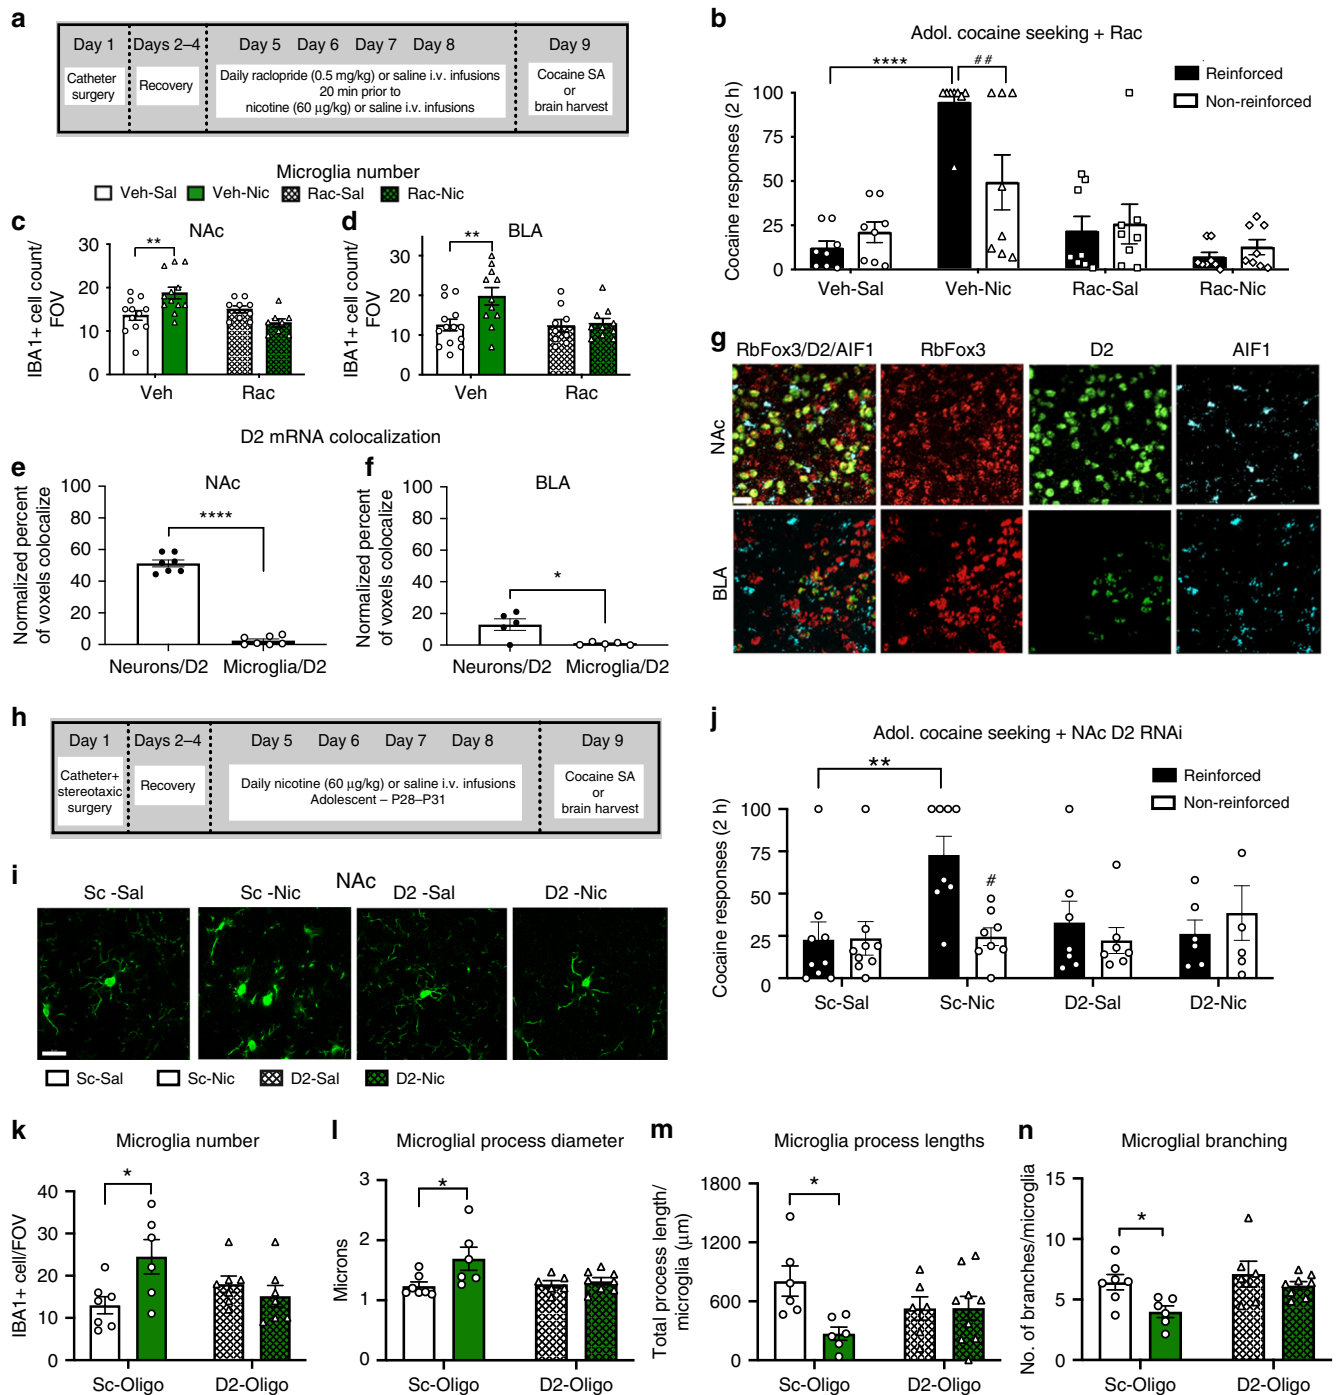 a
Day 1
Days 2–4
Day 5
Day 6
Day 7
Day 8
Day 9
Catheter
surgery
Recovery
Daily raclopride (0.5 mg/kg) or saline i.v. infusions
20 min prior to
nicotine (60 μg/kg) or saline i.v. infusions
Cocaine SA
or
brain harvest
b
Adol. cocaine seeking + Rac
Reinforced
Non-reinforced
****
##
Cocaine responses (2 h)
100
75
50
25
0
Veh-Sal
Veh-Nic
Rac-Sal
Rac-Nic
Microglia number
Veh-Sal
Veh-Nic
Rac-Sal
Rac-Nic
c
NAc
**
IBA1+ cell count/
FOV
30
20
10
0
Veh
Rac
d
BLA
**
IBA1+ cell count/
FOV
30
20
10
0
Veh
Rac
D2 mRNA colocalization
e
NAc
****
Normalized percent
of voxels colocalize
100
80
60
40
20
0
Neurons/D2
Microglia/D2
f
BLA
*
Normalized percent
of voxels colocalize
100
80
60
40
20
0
Neurons/D2
Microglia/D2
g
RbFox3/D2/AIF1
RbFox3
D2
AIF1
NAc
BLA
h
Day 1
Days 2–4
Day 5
Day 6
Day 7
Day 8
Day 9
Catheter+
stereotaxic
surgery
Recovery
Daily nicotine (60 μg/kg) or saline i.v. infusions
Adolescent – P28–P31
Cocaine SA
or
brain harvest
i
NAc
Sc -Sal
Sc -Nic
D2 -Sal
D2 -Nic
Sc-Sal
Sc-Nic
D2-Sal
D2-Nic
j
Adol. cocaine seeking + NAc D2 RNAi
Reinforced
Non-reinforced
**
#
Cocaine responses (2 h)
100
75
50
25
0
Sc-Sal
Sc-Nic
D2-Sal
D2-Nic
k
Microglia number
*
IBA1+ cell/FOV
40
30
20
10
0
Sc-Oligo
D2-Oligo
l
Microglial process diameter
*
Microns
3
2
1
0
Sc-Oligo
D2-Oligo
m
Microglia process lengths
*
Total process length/
microglia (μm)
1800
1200
600
0
Sc-Oligo
D2-Oligo
n
Microglial branching
*
No. of branches/microglia
15
10
5
0
Sc-Oligo
D2-Oligo